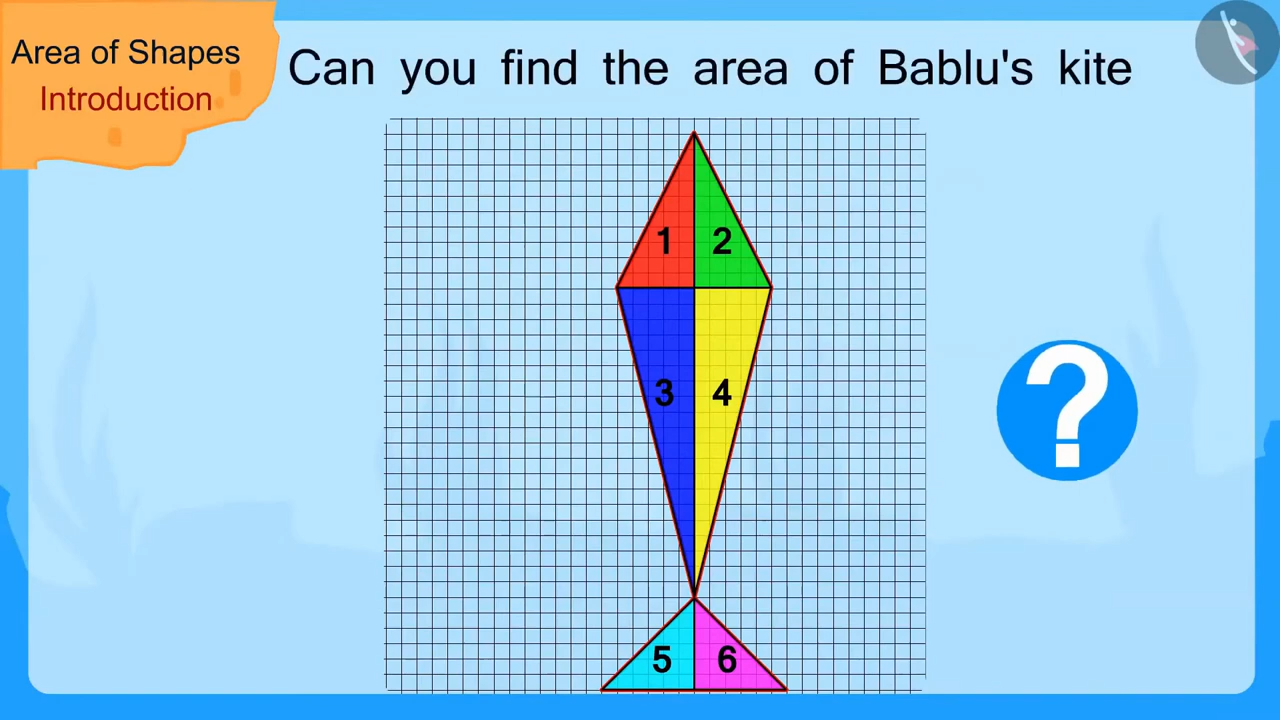 Area of Shapes
Introduction
Can you find the area of Bablu's kite
1 2
3 4
?
5 6